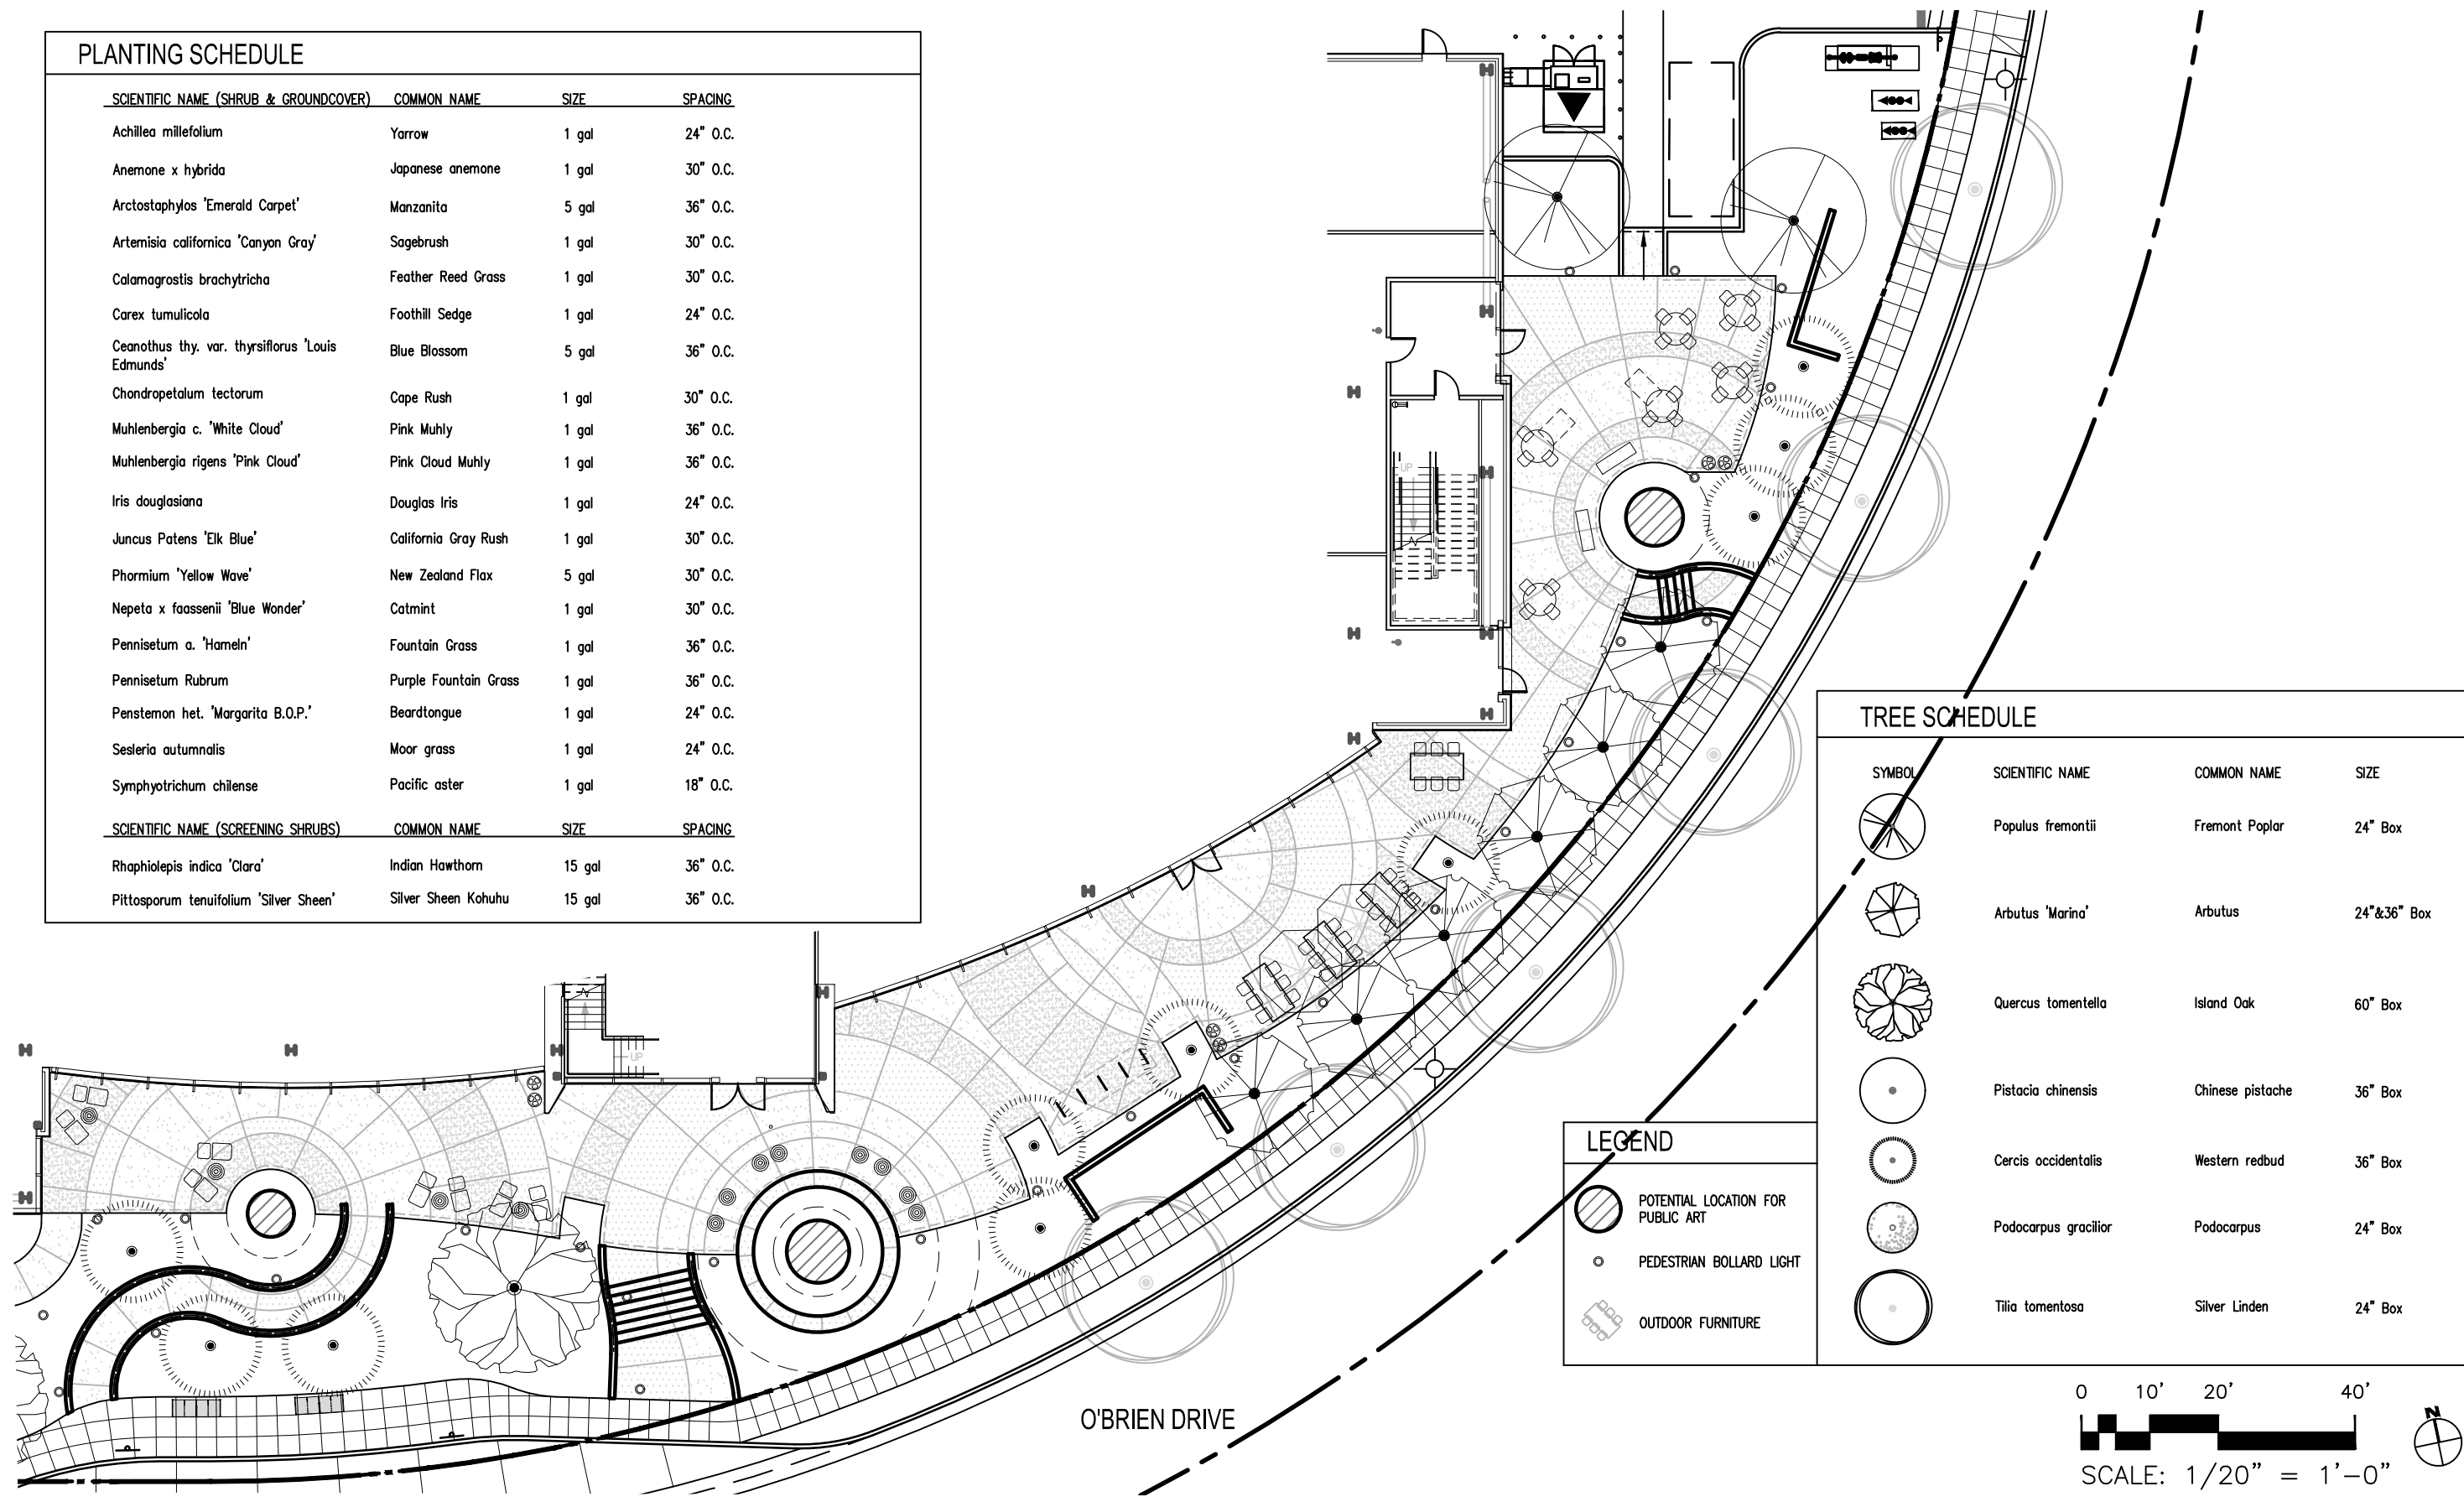 PLANTING SCHEDULE
SCIENTIFIC NAME (SHRUB & GROUNDCOVER) COMMON NAME SIZE SPACING
Achillea millefolium Yarrow 1 gal 24" O.C.
Anemone x hybrida Japanese anemone 1 gal 30" O.C.
Arctostaphylos 'Emerald Carpet' Manzanita 5 gal 36" O.C.
Artemisia californica 'Canyon Gray' Sagebrush 1 gal 30" O.C.
Calamagrostis brachytricha Feather Reed Grass 1 gal 30" O.C.
Carex tumulicola Foothill Sedge 1 gal 24" O.C.
Ceanothus thy. var. thyrsiflorus 'Louis
Edmunds' Blue Blossom 5 gal 36" O.C.
Chondropetalum tectorum Cape Rush 1 gal 30" O.C.
Muhlenbergia c. 'White Cloud' Pink Muhly 1 gal 36" O.C.
Muhlenbergia rigens 'Pink Cloud' Pink Cloud Muhly 1 gal 36" O.C.
Iris douglasiana Douglas Iris 1 gal 24" O.C.
Juncus Patens 'Elk Blue' California Gray Rush 1 gal 30" O.C.
Phormium 'Yellow Wave' New Zealand Flax 5 gal 30" O.C.
Nepeta x faassenii 'Blue Wonder' Catmint 1 gal 30" O.C.
Pennisetum a. 'Hameln' Fountain Grass 1 gal 36" O.C.
Pennisetum Rubrum Purple Fountain Grass 1 gal 36" O.C.
Penstemon het. 'Margarita B.O.P.' Beardtongue 1 gal 24" O.C.
Sesleria autumnalis Moor grass 1 gal 24" O.C.
Symphyotrichum chilense Pacific aster 1 gal 18" O.C.
SCIENTIFIC NAME (SCREENING SHRUBS) COMMON NAME SIZE SPACING
Rhaphiolepis indica 'Clara' Indian Hawthorn 15 gal 36" O.C.
Pittosporum tenuifolium 'Silver Sheen' Silver Sheen Kohuhu 15 gal 36" O.C.
UP
UP
TREE SCHEDULE
SYMBOL SCIENTIFIC NAME COMMON NAME SIZE
Populus fremontii Fremont Poplar 24" Box
Arbutus 'Marina' Arbutus 24"&36" Box
Quercus tomentella Island Oak 60" Box
Pistacia chinensis Chinese pistache 36" Box
Cercis occidentalis Western redbud 36" Box
Podocarpus gracilior Podocarpus 24" Box
Tilia tomentosa Silver Linden 24" Box
LEGEND
POTENTIAL LOCATION FOR
PUBLIC ART
PEDESTRIAN BOLLARD LIGHT
OUTDOOR FURNITURE
O'BRIEN DRIVE
0 10' 20' 40'
N
SCALE: 1/20" = 1'-0"